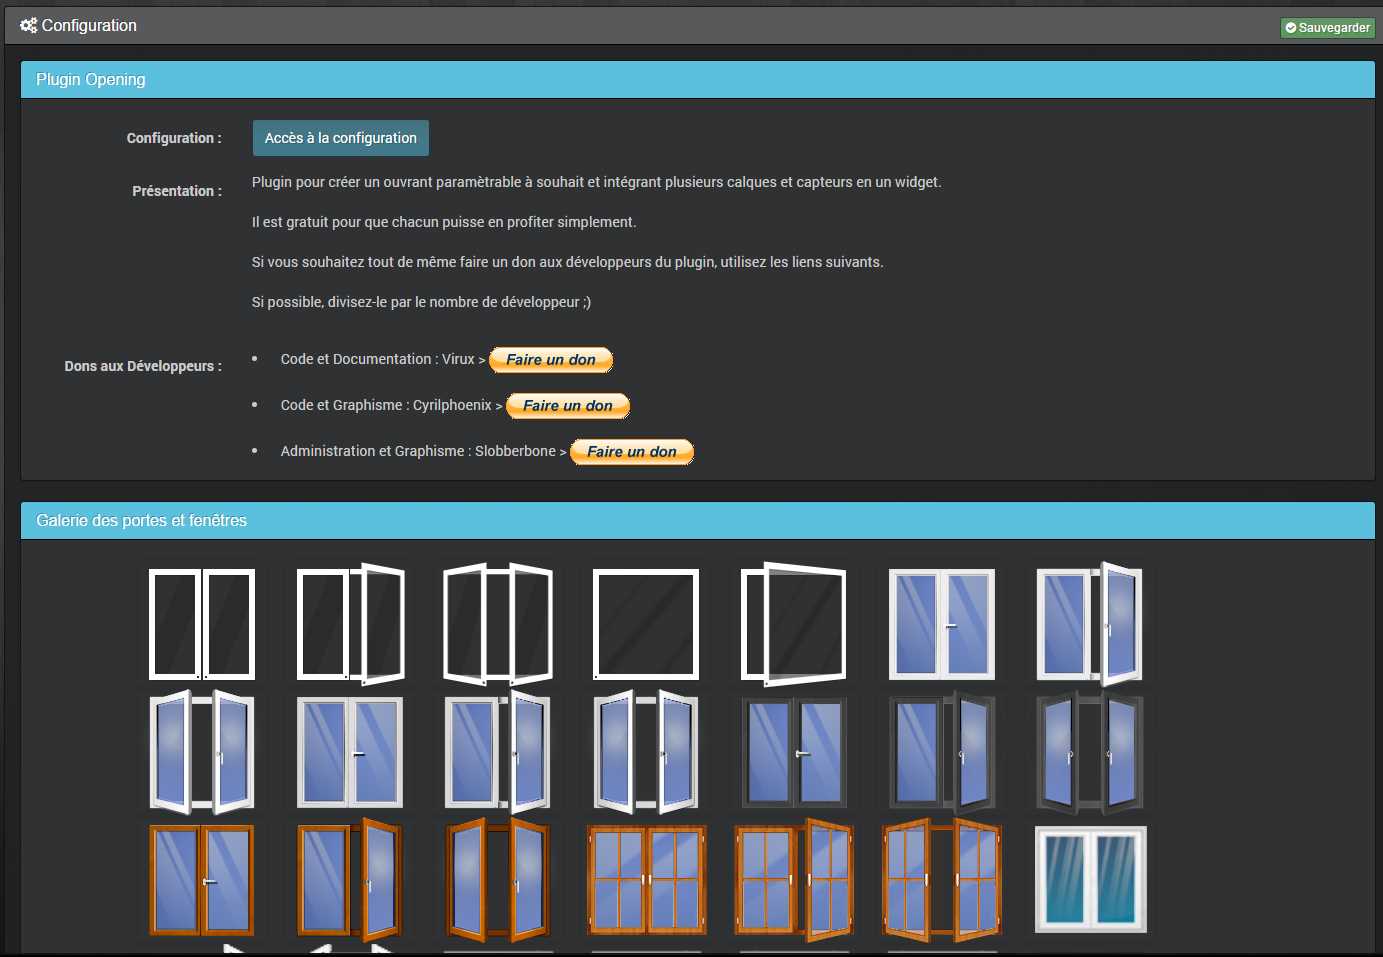 Configuration
Sauvegarder
Plugin Opening
Configuration :
Accès à la configuration
Présentation :
Plugin pour créer un ouvrant paramètrable à souhait et intégrant plusieurs calques et capteurs en un widget.
Il est gratuit pour que chacun puisse en profiter simplement.
Si vous souhaitez tout de même faire un don aux développeurs du plugin, utilisez les liens suivants.
Si possible, divisez-le par le nombre de développeur ;)
Dons aux Développeurs :
• Code et Documentation : Virux > Faire un don
• Code et Graphisme : Cyrilphoenix > Faire un don
• Administration et Graphisme : Slobberbone > Faire un don
Galerie des portes et fenêtres